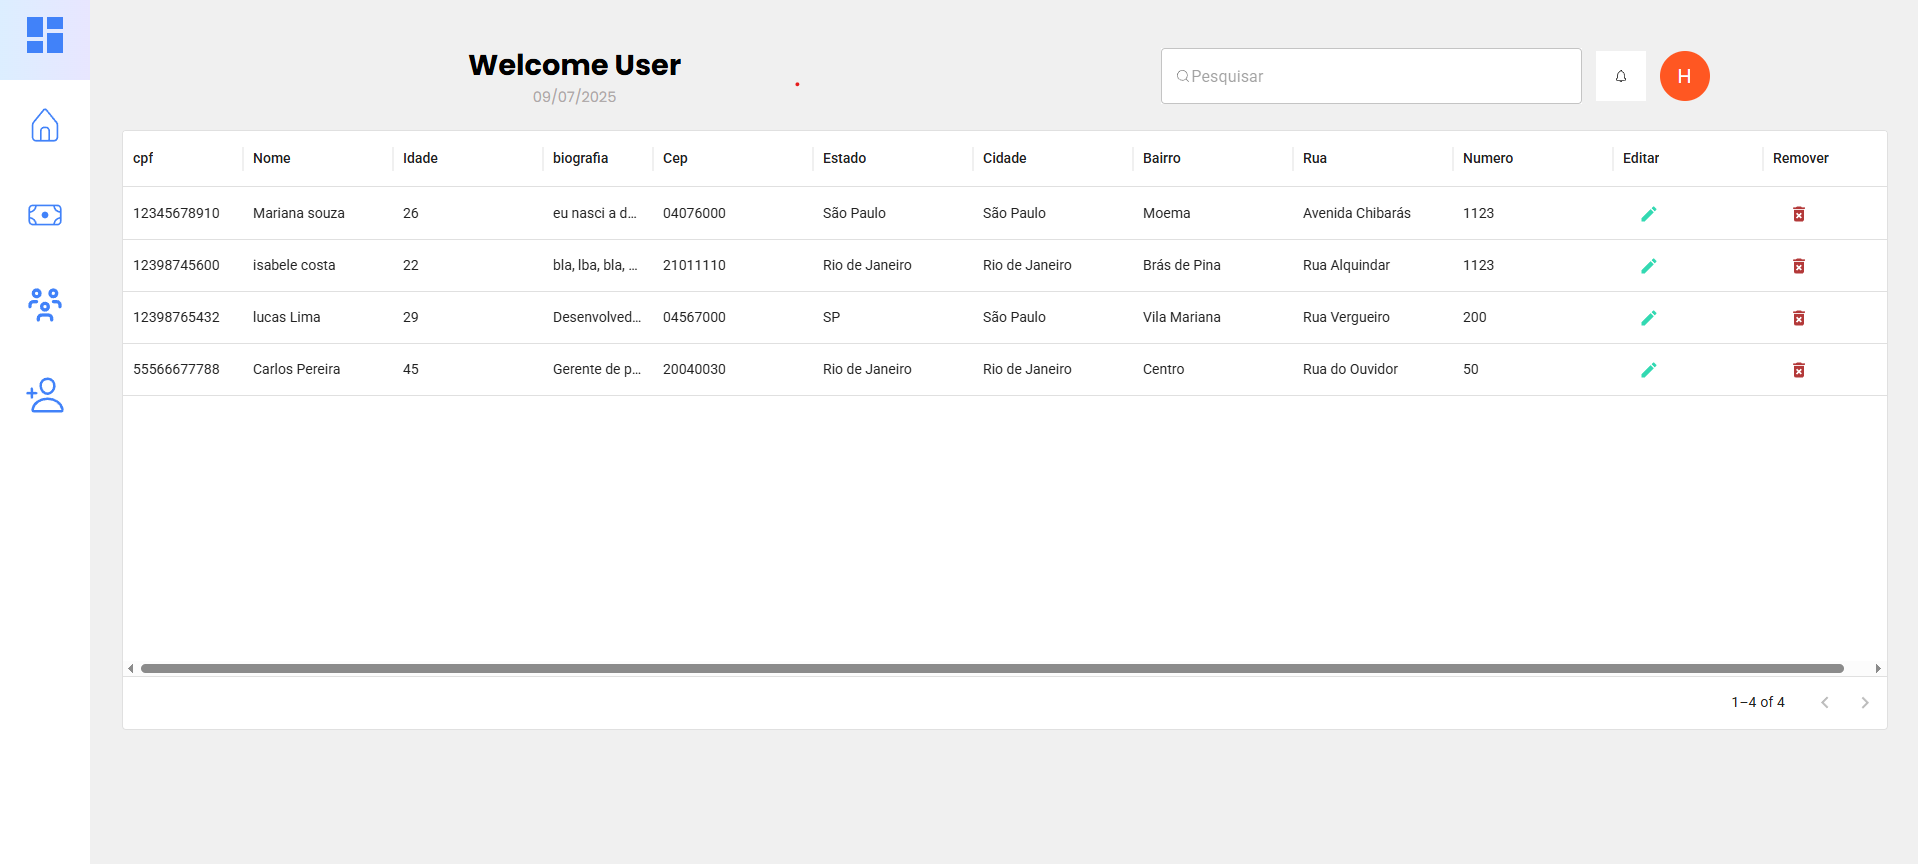 Welcome User
09/07/2025
Pesquisar
H
cpf Nome Idade biografia Cep Estado Cidade Bairro Rua Numero Editar Remover
12345678910 Mariana souza 26 eu nasci a d... 04076000 São Paulo São Paulo Moema Avenida Chibarás 1123
12398745600 isabele costa 22 bla, lba, bla, ... 21011110 Rio de Janeiro Rio de Janeiro Brás de Pina Rua Alquindar 1123
12398765432 lucas Lima 29 Desenvolved... 04567000 SP São Paulo Vila Mariana Rua Vergueiro 200
55566677788 Carlos Pereira 45 Gerente de p... 20040030 Rio de Janeiro Rio de Janeiro Centro Rua do Ouvidor 50
1–4 of 4